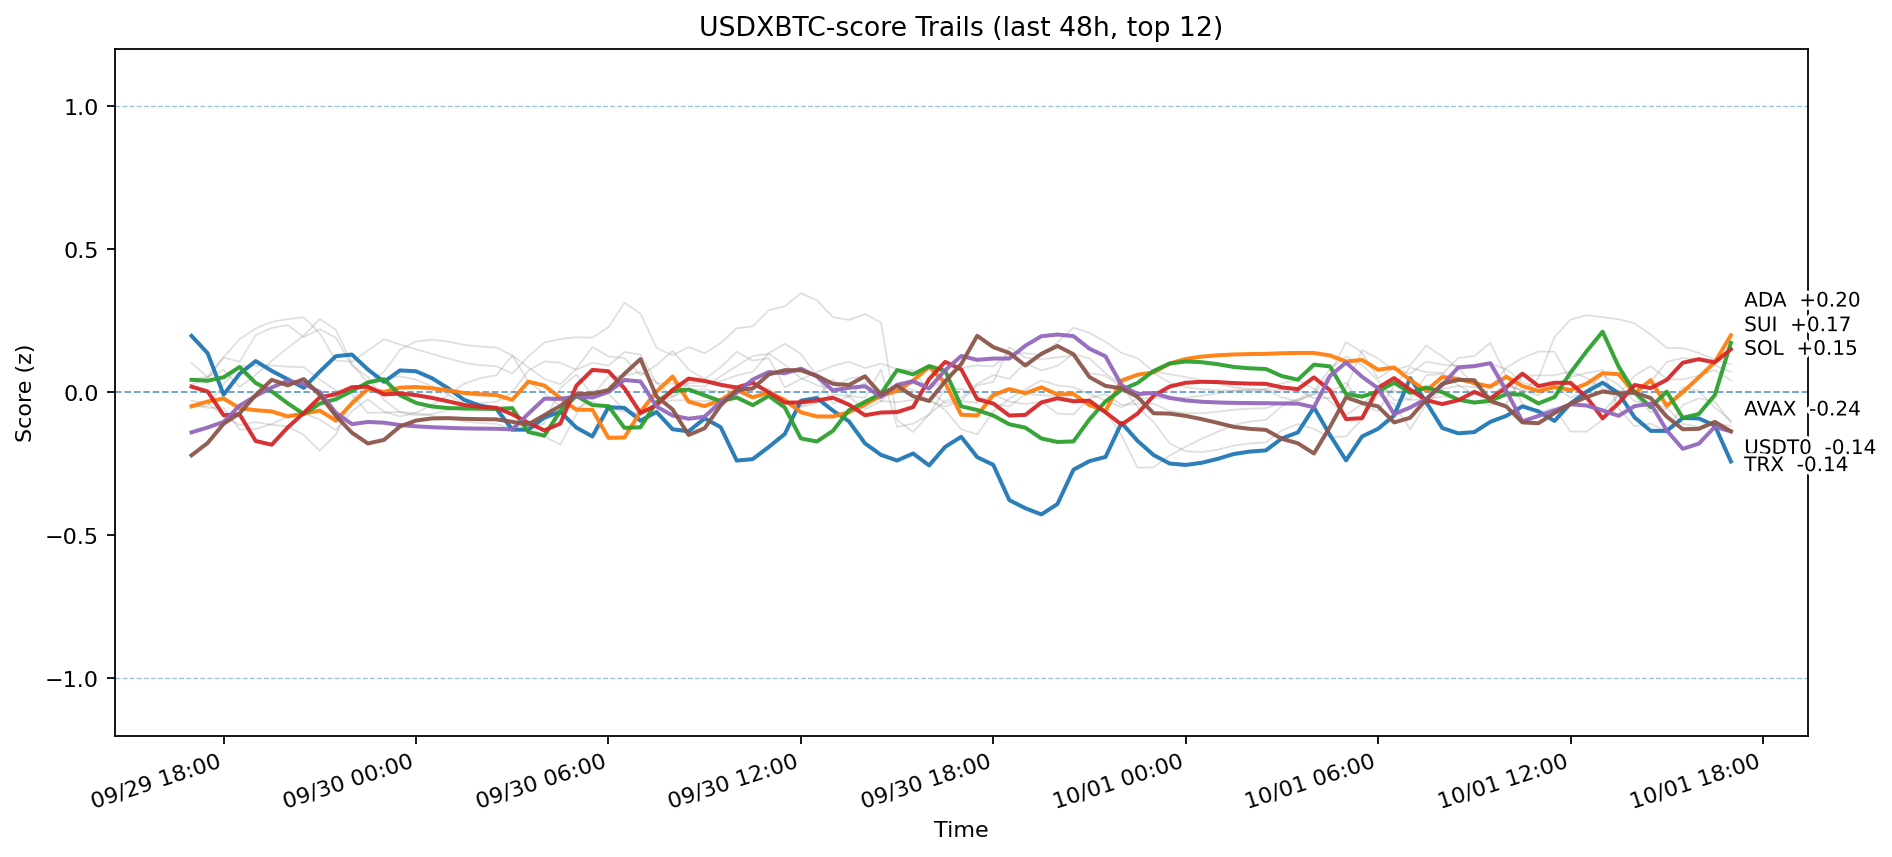 USDXBTC-score Trails (last 48h, top 12)
Score (z)
1.0
0.5
0.0
−0.5
−1.0
ADA +0.20
SUI +0.17
SOL +0.15
AVAX -0.24
USDT0 -0.14
TRX -0.14
09/29 18:00
09/30 00:00
09/30 06:00
09/30 12:00
09/30 18:00
10/01 00:00
10/01 06:00
10/01 12:00
10/01 18:00
Time